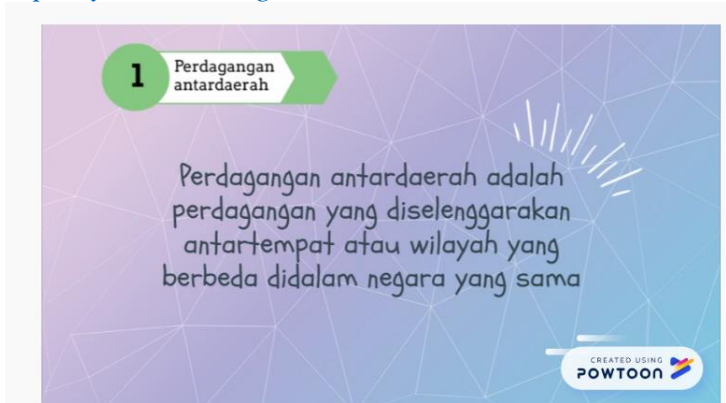 1
Perdagangan
antardaerah
Perdagangan antardaerah adalah
perdagangan yang diselenggarakan
antartempat atau wilayah yang
berbeda didalam negara yang sama
CREATED USING
POWTOON